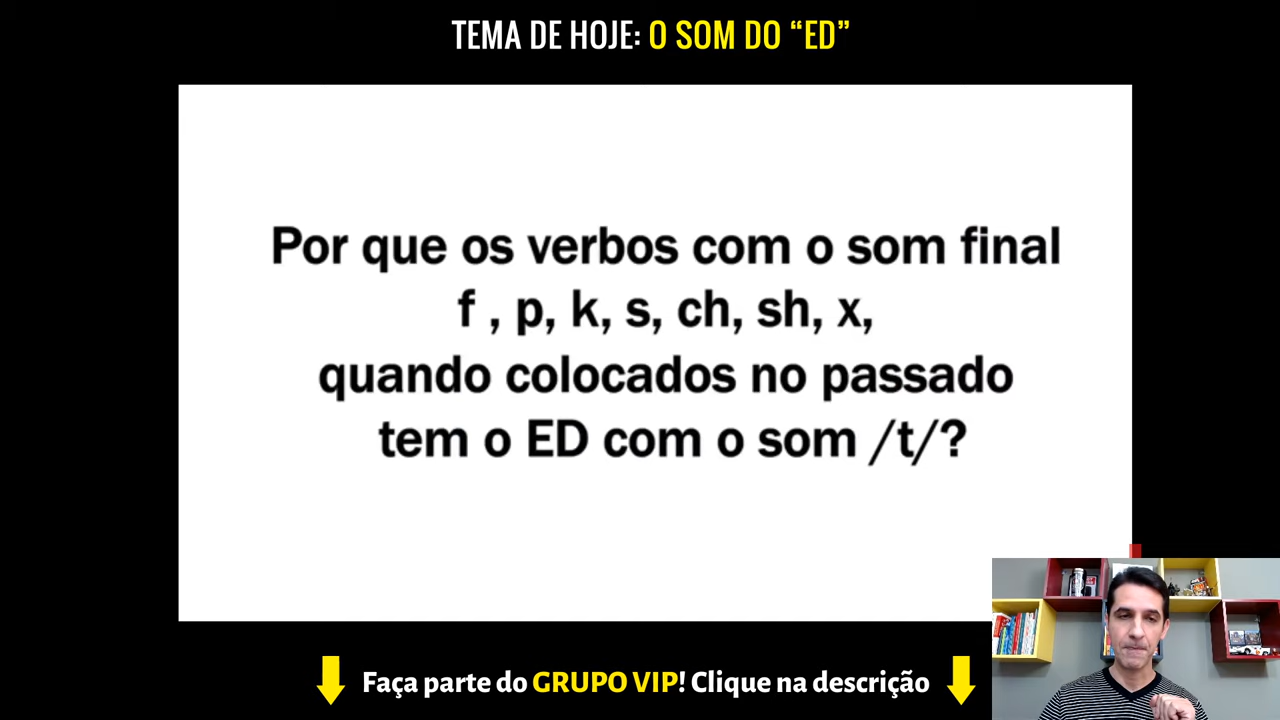 TEMA DE HOJE: O SOM DO “ED”
Por que os verbos com o som final
f , p, k, s, ch, sh, x,
quando colocados no passado
tem o ED com o som /t/?
Faça parte do GRUPO VIP! Clique na descrição